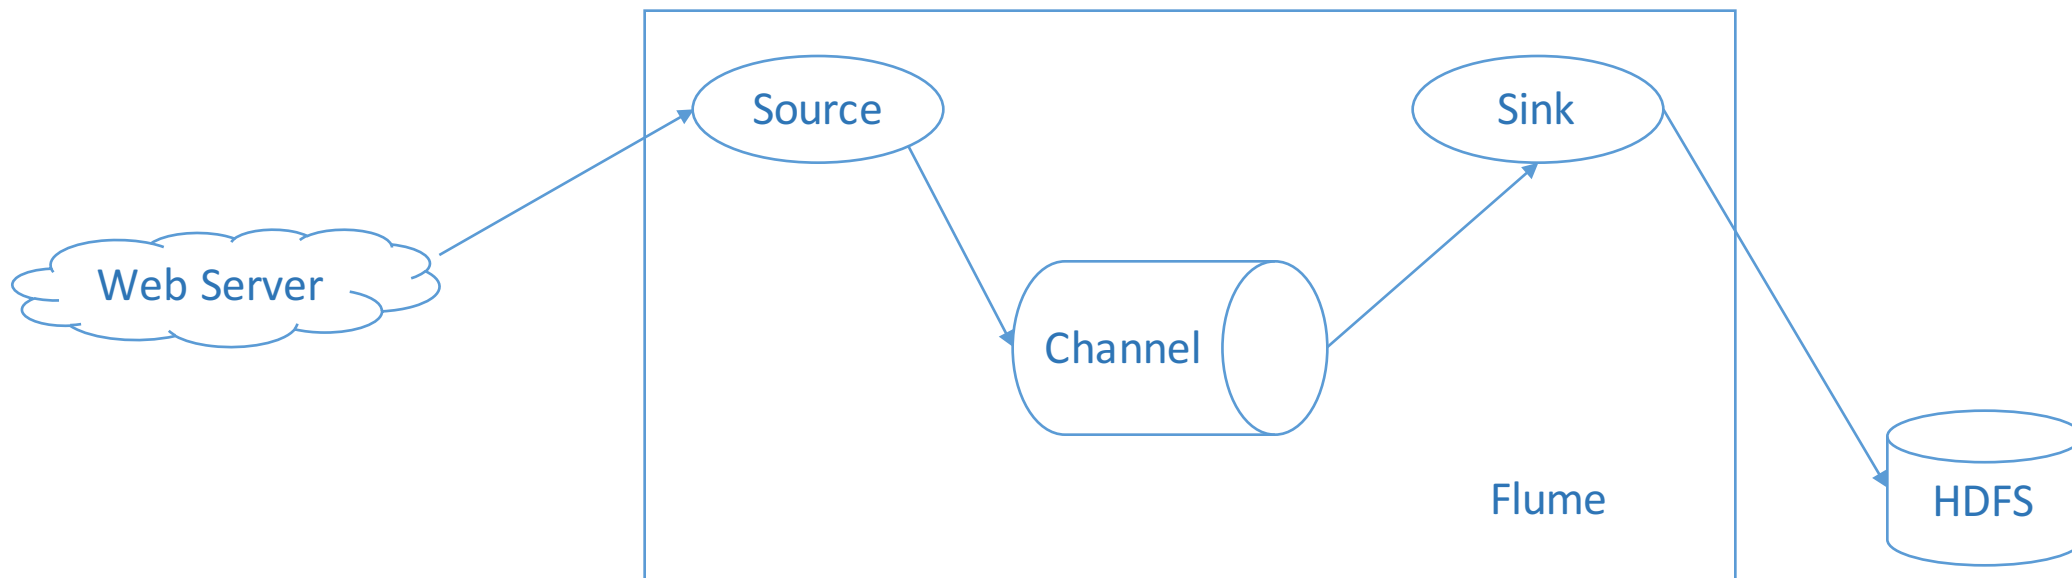 Source
Sink
Web Server
Channel
Flume
HDFS